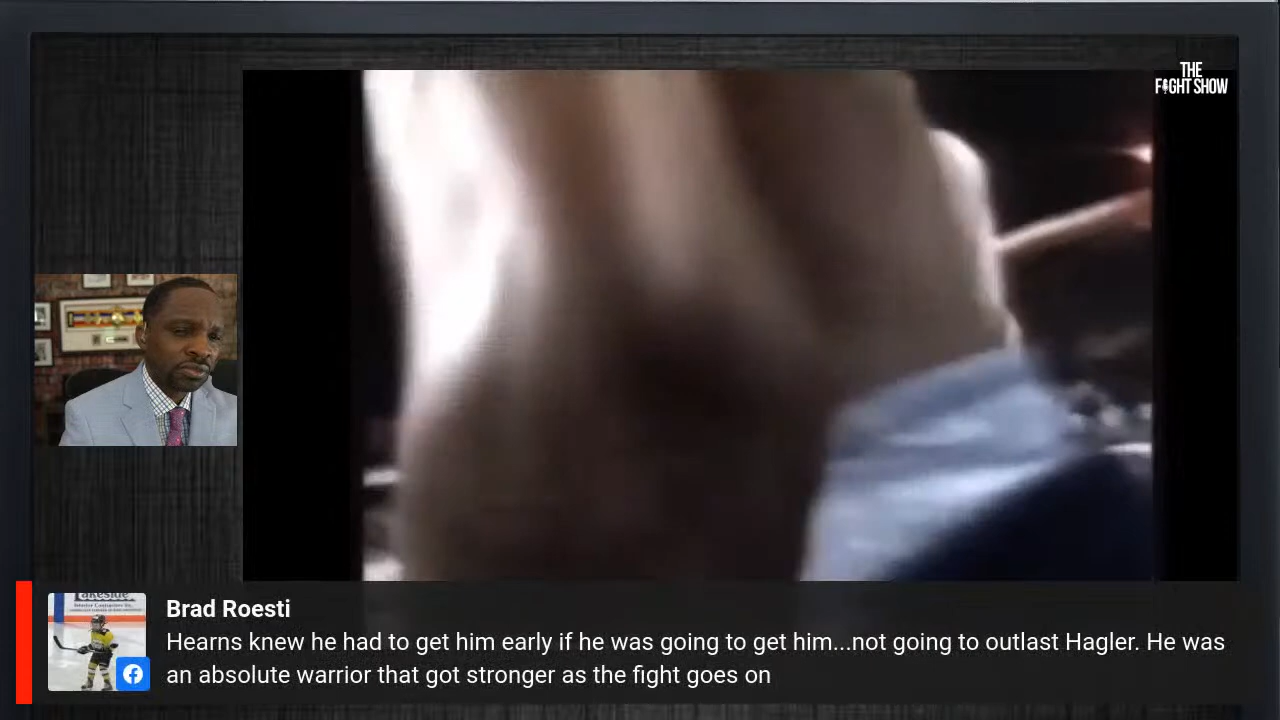 THE
FIGHT SHOW
Lakeside
Brad Roesti
Hearns knew he had to get him early if he was going to get him...not going to outlast Hagler. He was
an absolute warrior that got stronger as the fight goes on